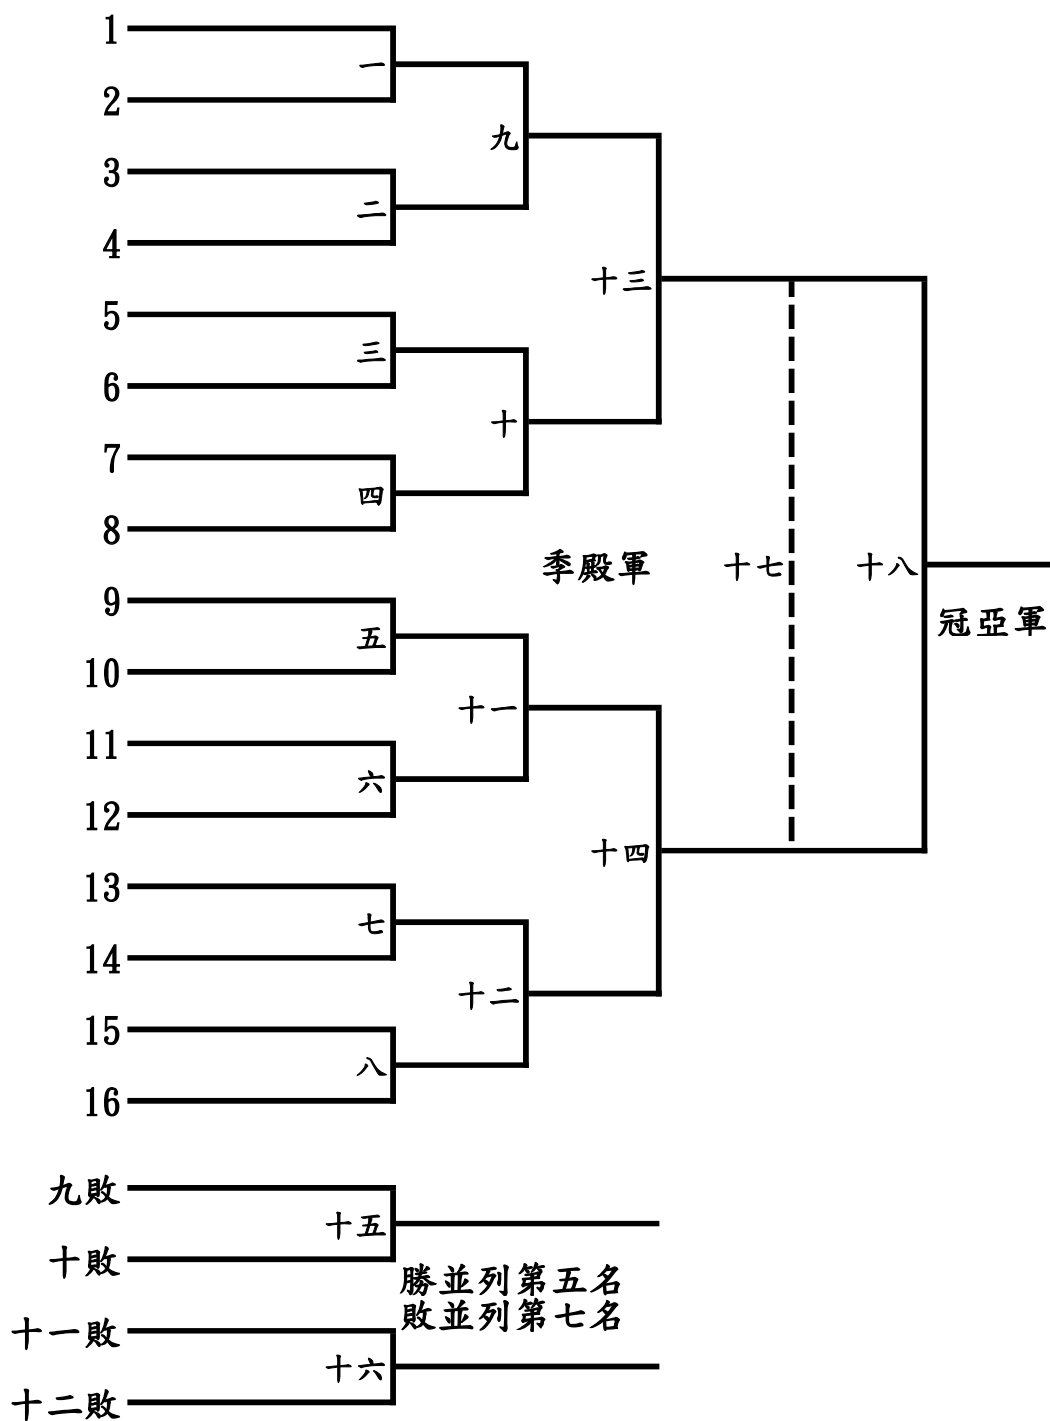 1
一
2
九
3
二
4
十三
5
三
6
十
7
四
8
季殿軍
十七
十八
9
冠亞軍
五
10
十一
11
六
12
十四
13
七
14
十二
15
八
16
九敗
十五
十敗
勝並列第五名
敗並列第七名
十一敗
十六
十二敗